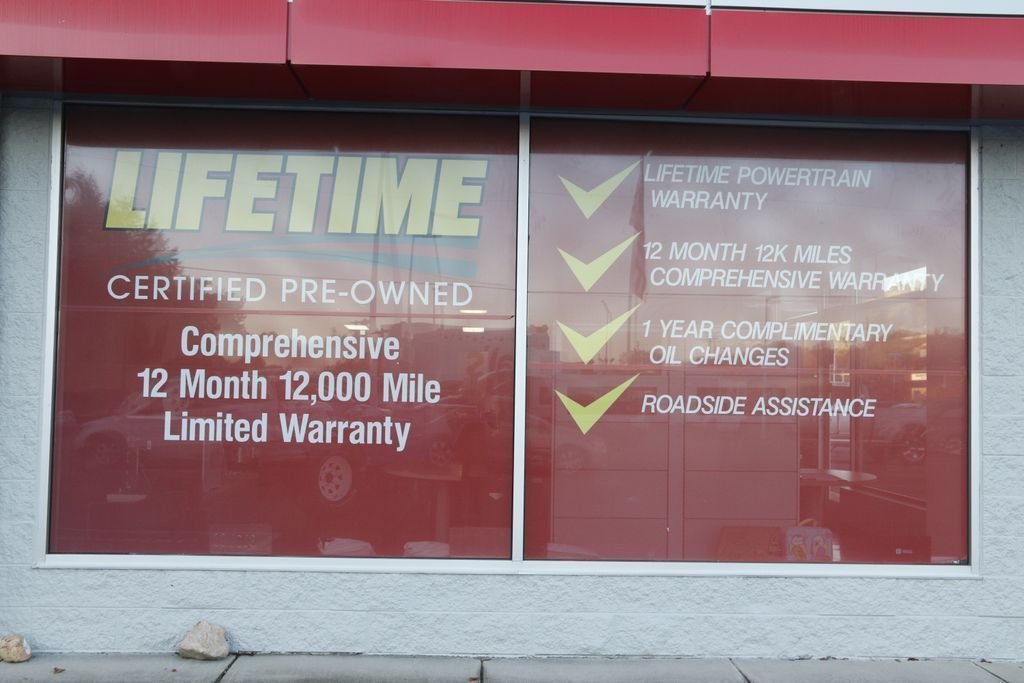 LIFETIME
CERTIFIED PRE-OWNED
Comprehensive
12 Month 12,000 Mile
Limited Warranty
LIFETIME POWERTRAIN
WARRANTY
12 MONTH 12K MILES
COMPREHENSIVE WARRANTY
1 YEAR COMPLIMENTARY
OIL CHANGES
ROADSIDE ASSISTANCE